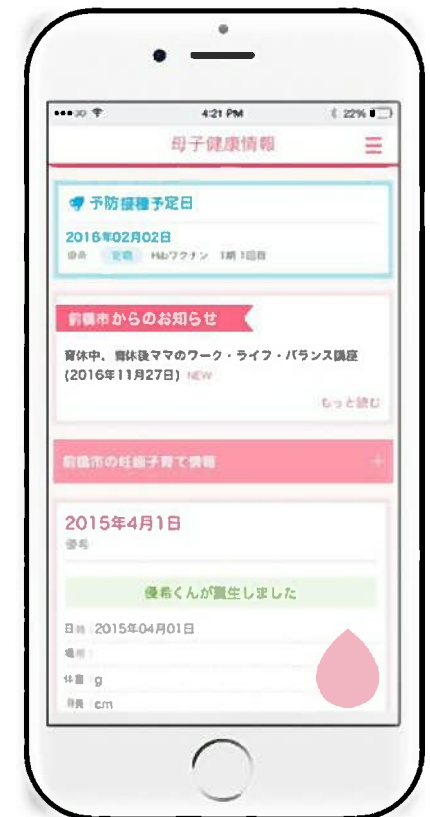 4:21 PM 22%
母子健康情報
予防接種予定日
2016年02月02日
優希 定期 Hibワクチン 1期 1回目
前橋市からのお知らせ
育休中、育休後ママのワーク・ライフ・バランス講座
(2016年11月27日) NEW
もっと読む
前橋市の妊娠子育て情報 +
2015年4月1日
優希
優希くんが誕生しました
日時 2015年04月01日
場所
体重 g
身長 cm